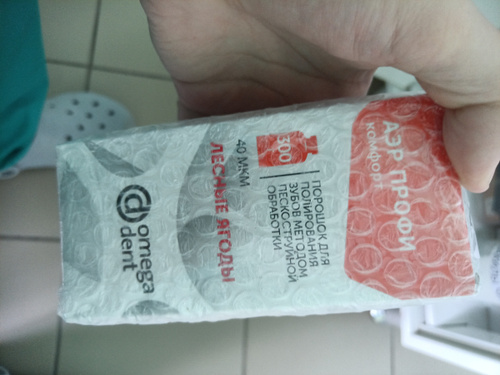 АЭР ПРОФИ
комфорт
300
ПОРОШОК ДЛЯ
ПОЛИРОВАНИЯ
ЗУБОВ МЕТОДОМ
ПЕСКОСТРУЙНОЙ
ОБРАБОТКИ
40 МКМ
ЛЕСНЫЕ ЯГОДЫ
omega
dent